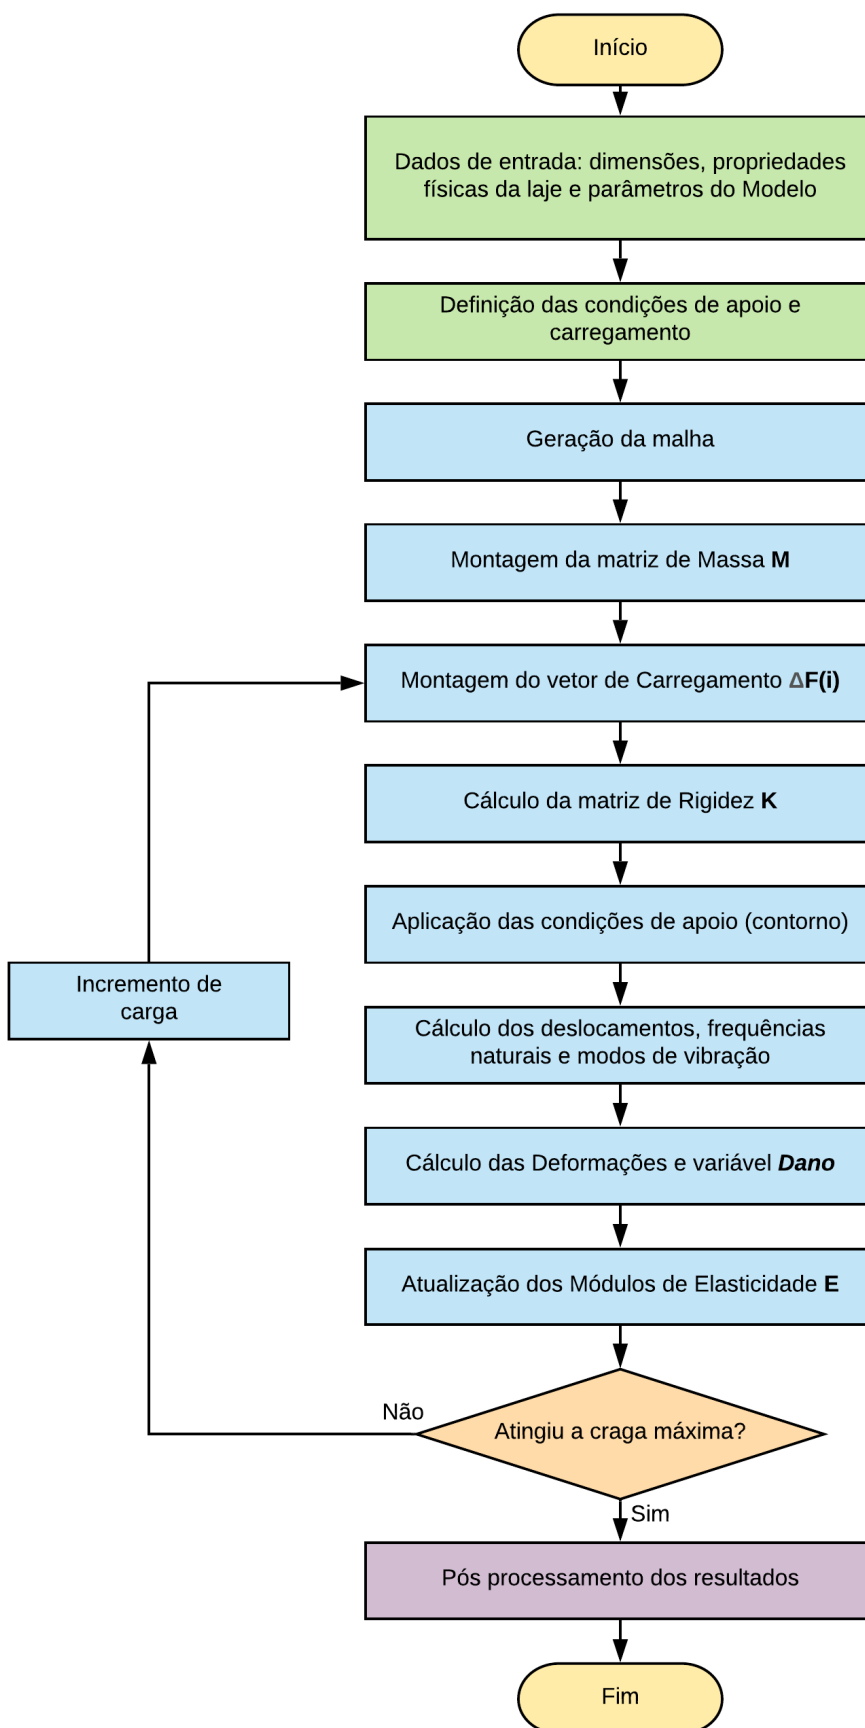 Início
Dados de entrada: dimensões, propriedades
físicas da laje e parâmetros do Modelo
Definição das condições de apoio e
carregamento
Geração da malha
Montagem da matriz de Massa M
Montagem do vetor de Carregamento ΔF(i)
Cálculo da matriz de Rigidez K
Aplicação das condições de apoio (contorno)
Incremento de
carga
Cálculo dos deslocamentos, frequências
naturais e modos de vibração
Cálculo das Deformações e variável Dano
Atualização dos Módulos de Elasticidade E
Não
Atingiu a craga máxima?
Sim
Pós processamento dos resultados
Fim